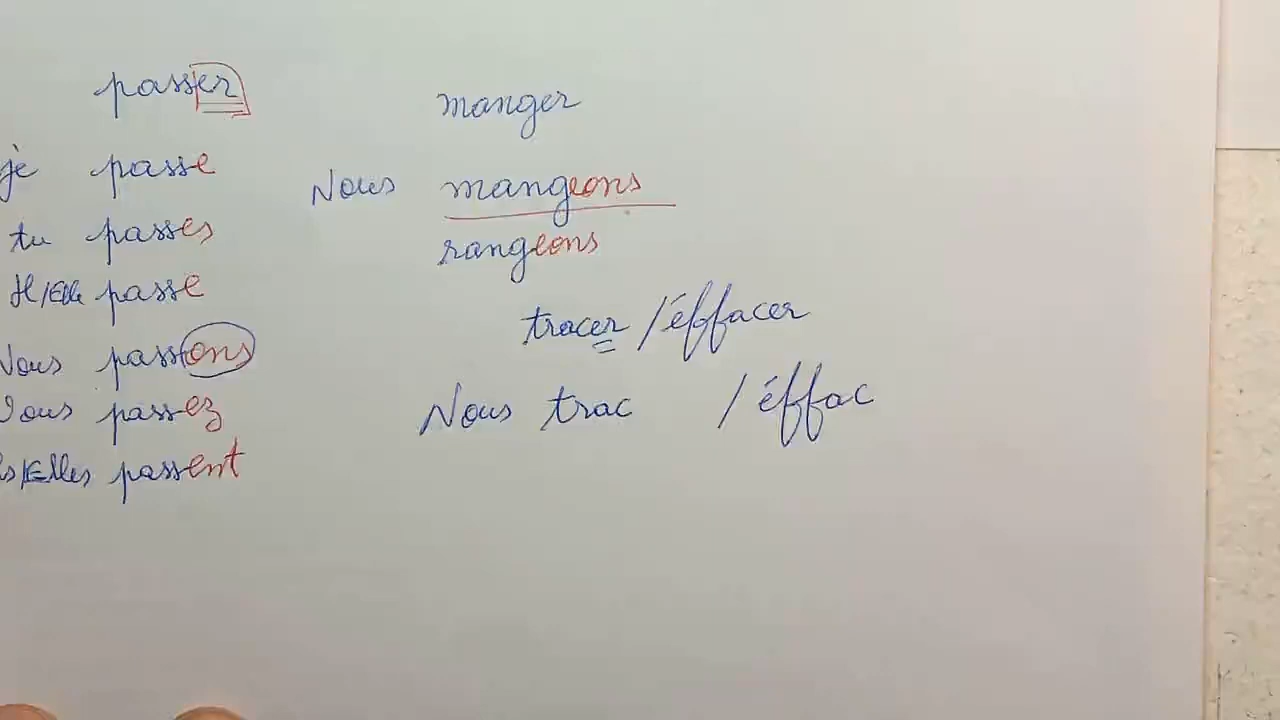 passer
je passe
tu passes
Il/Elle passe
Nous passons
Vous passez
ls/Elles passent
manger
Nous mangeons
rangeons
tracer / éffacer
Nous trac / éffac